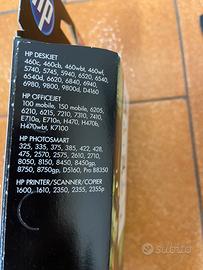 hp
HP DESKJET
460c, 460cb, 460wbt, 460wf,
5740, 5745, 5940, 6520, 6540,
6540d, 6620, 6840, 6940,
6980, 9800, 9800d, D4160
HP OFFICEJET
100 mobile, 150 mobile, 6205,
6210, 6215, 7210, 7310, 7410,
E710a, E710n, H470, H470b,
H470wbt, K7100
HP PHOTOSMART
325, 335, 375, 385, 422, 428,
475, 2570, 2575, 2610, 2710,
8050, 8150, 8450, 8450gp,
8750, 8750gp, D5160, Pro B8350
HP PRINTER/SCANNER/COPIER
1600, 1610, 2350, 2355, 2355p
subito